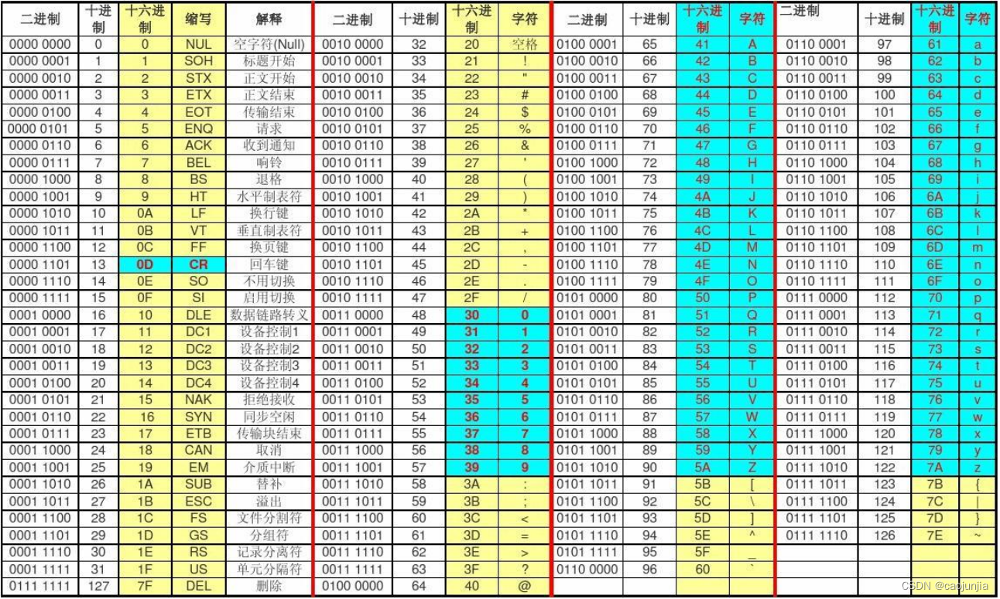 二进制 十进制 十六进制 缩写 解释 二进制 十进制 十六进制 字符 二进制 十进制 十六进制 字符 二进制 十进制 十六进制 字符
0000 0000 0 0 NUL 空字符(Null) 0010 0000 32 20 空格 0100 0001 65 41 A 0110 0001 97 61 a
0000 0001 1 1 SOH 标题开始 0010 0001 33 21 ! 0100 0010 66 42 B 0110 0010 98 62 b
0000 0010 2 2 STX 正文开始 0010 0010 34 22 " 0100 0011 67 43 C 0110 0011 99 63 c
0000 0011 3 3 ETX 正文结束 0010 0011 35 23 # 0100 0100 68 44 D 0110 0100 100 64 d
0000 0100 4 4 EOT 传输结束 0010 0100 36 24 $ 0100 0101 69 45 E 0110 0101 101 65 e
0000 0101 5 5 ENQ 请求 0010 0101 37 25 % 0100 0110 70 46 F 0110 0110 102 66 f
0000 0110 6 6 ACK 收到通知 0010 0110 38 26 & 0100 0111 71 47 G 0110 0111 103 67 g
0000 0111 7 7 BEL 响铃 0010 0111 39 27 ' 0100 1000 72 48 H 0110 1000 104 68 h
0000 1000 8 8 BS 退格 0010 1000 40 28 ( 0100 1001 73 49 I 0110 1001 105 69 i
0000 1001 9 9 HT 水平制表符 0010 1001 41 29 ) 0100 1010 74 4A J 0110 1010 106 6A j
0000 1010 10 0A LF 换行键 0010 1010 42 2A * 0100 1011 75 4B K 0110 1011 107 6B k
0000 1011 11 0B VT 垂直制表符 0010 1011 43 2B + 0100 1100 76 4C L 0110 1100 108 6C l
0000 1100 12 0C FF 换页键 0010 1100 44 2C , 0100 1101 77 4D M 0110 1101 109 6D m
0000 1101 13 0D CR 回车键 0010 1101 45 2D - 0100 1110 78 4E N 0110 1110 110 6E n
0000 1110 14 0E SO 不用切换 0010 1110 46 2E . 0100 1111 79 4F O 0110 1111 111 6F o
0000 1111 15 0F SI 启用切换 0010 1111 47 2F / 0101 0000 80 50 P 0111 0000 112 70 p
0001 0000 16 10 DLE 数据链路转义 0011 0000 48 30 0 0101 0001 81 51 Q 0111 0001 113 71 q
0001 0001 17 11 DC1 设备控制1 0011 0001 49 31 1 0101 0010 82 52 R 0111 0010 114 72 r
0001 0010 18 12 DC2 设备控制2 0011 0010 50 32 2 0101 0011 83 53 S 0111 0011 115 73 s
0001 0011 19 13 DC3 设备控制3 0011 0011 51 33 3 0101 0100 84 54 T 0111 0100 116 74 t
0001 0100 20 14 DC4 设备控制4 0011 0100 52 34 4 0101 0101 85 55 U 0111 0101 117 75 u
0001 0101 21 15 NAK 拒绝接收 0011 0101 53 35 5 0101 0110 86 56 V 0111 0110 118 76 v
0001 0110 22 16 SYN 同步空闲 0011 0110 54 36 6 0101 0111 87 57 W 0111 0111 119 77 w
0001 0111 23 17 ETB 传输块结束 0011 0111 55 37 7 0101 1000 88 58 X 0111 1000 120 78 x
0001 1000 24 18 CAN 取消 0011 1000 56 38 8 0101 1001 89 59 Y 0111 1001 121 79 y
0001 1001 25 19 EM 介质中断 0011 1001 57 39 9 0101 1010 90 5A Z 0111 1010 122 7A z
0001 1010 26 1A SUB 替补 0011 1010 58 3A : 0101 1011 91 5B [ 0111 1011 123 7B {
0001 1011 27 1B ESC 溢出 0011 1011 59 3B ; 0101 1100 92 5C \ 0111 1100 124 7C |
0001 1100 28 1C FS 文件分割符 0011 1100 60 3C < 0101 1101 93 5D ] 0111 1101 125 7D }
0001 1101 29 1D GS 分组符 0011 1101 61 3D = 0101 1110 94 5E ^ 0111 1110 126 7E ~
0001 1110 30 1E RS 记录分离符 0011 1110 62 3E > 0101 1111 95 5F _
0001 1111 31 1F US 单元分隔符 0011 1111 63 3F ? 0110 0000 96 60 `
0111 1111 127 7F DEL 删除 0100 0000 64 40 @
CSDN @caojunjia